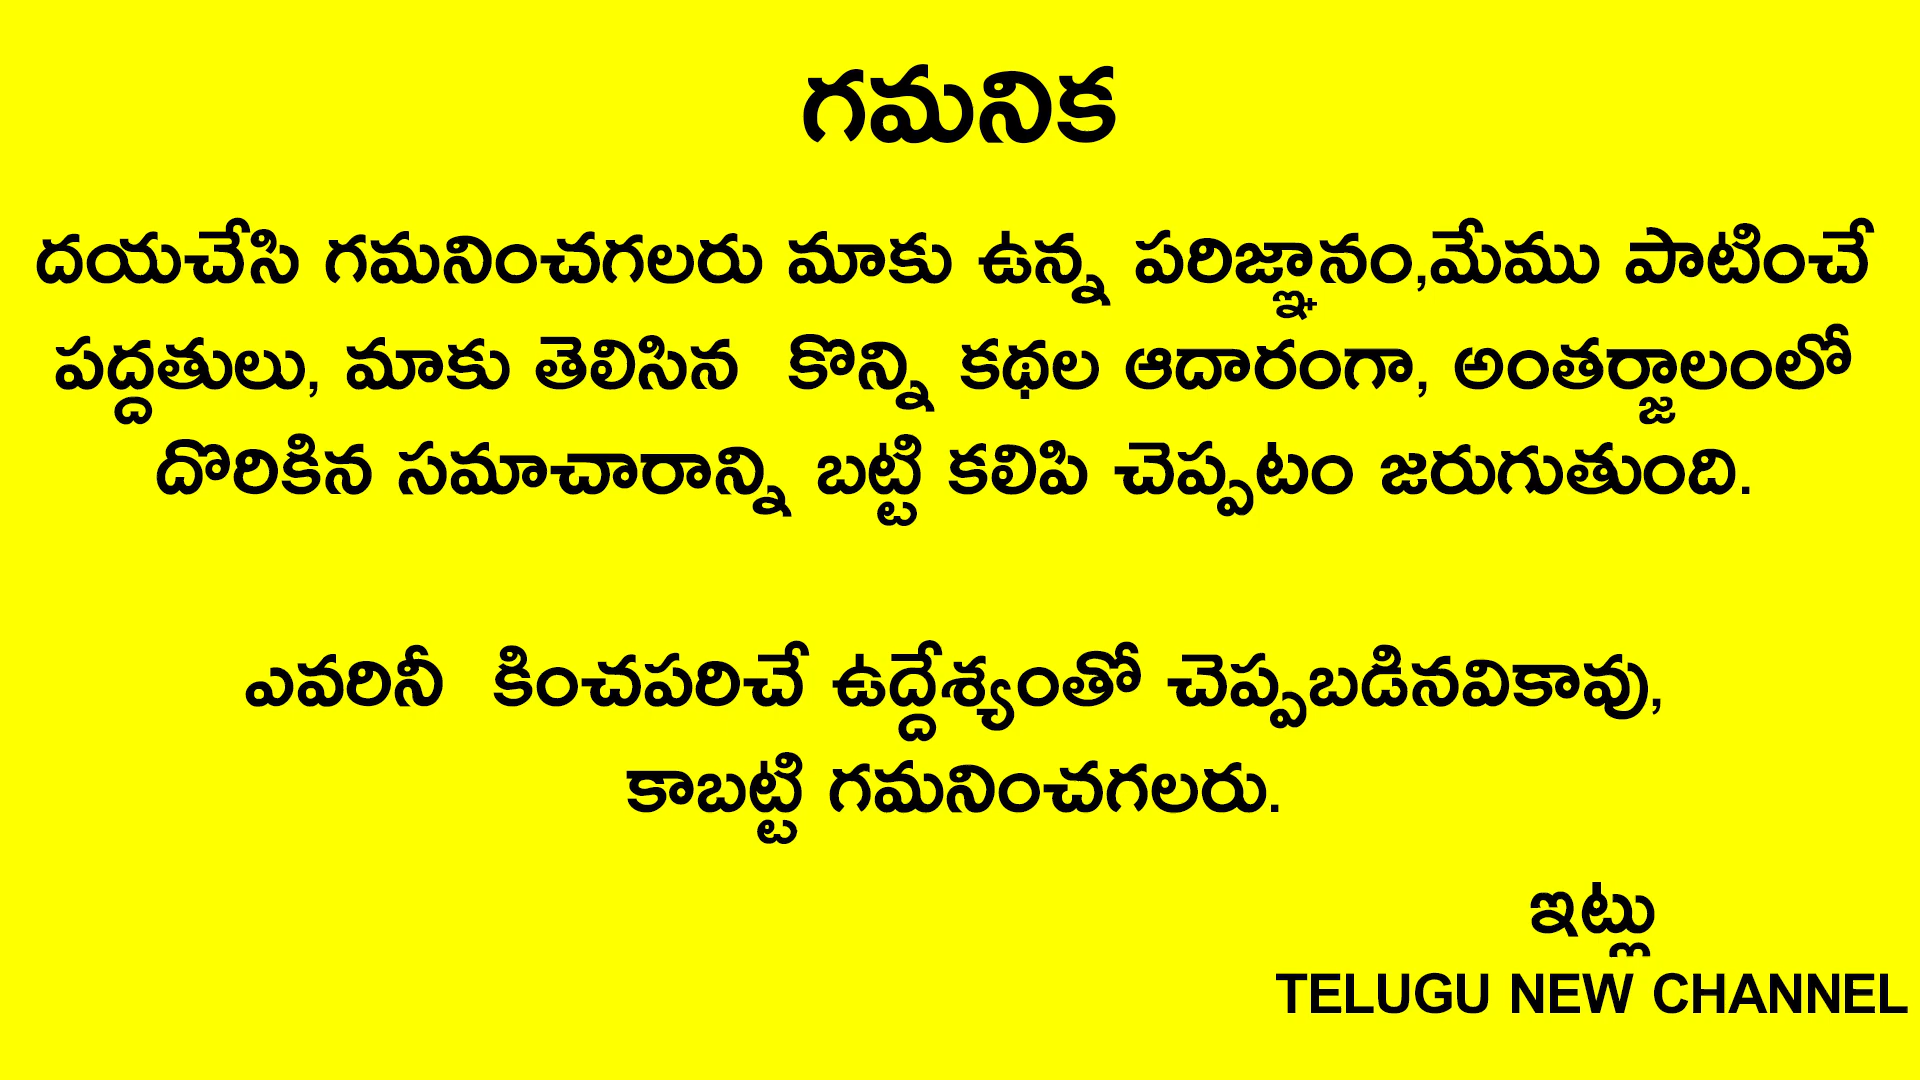 గమనిక
దయచేసి గమనించగలరు మాకు ఉన్న పరిజ్ఞానం,మేము పాటించే
పద్దతులు, మాకు తెలిసిన కొన్ని కథల ఆదారంగా, అంతర్జాలంలో
దొరికిన సమాచారాన్ని బట్టి కలిపి చెప్పటం జరుగుతుంది.
ఎవరినీ కించపరిచే ఉద్దేశ్యంతో చెప్పబడినవికావు,
కాబట్టి గమనించగలరు.
ఇట్లు
TELUGU NEW CHANNEL